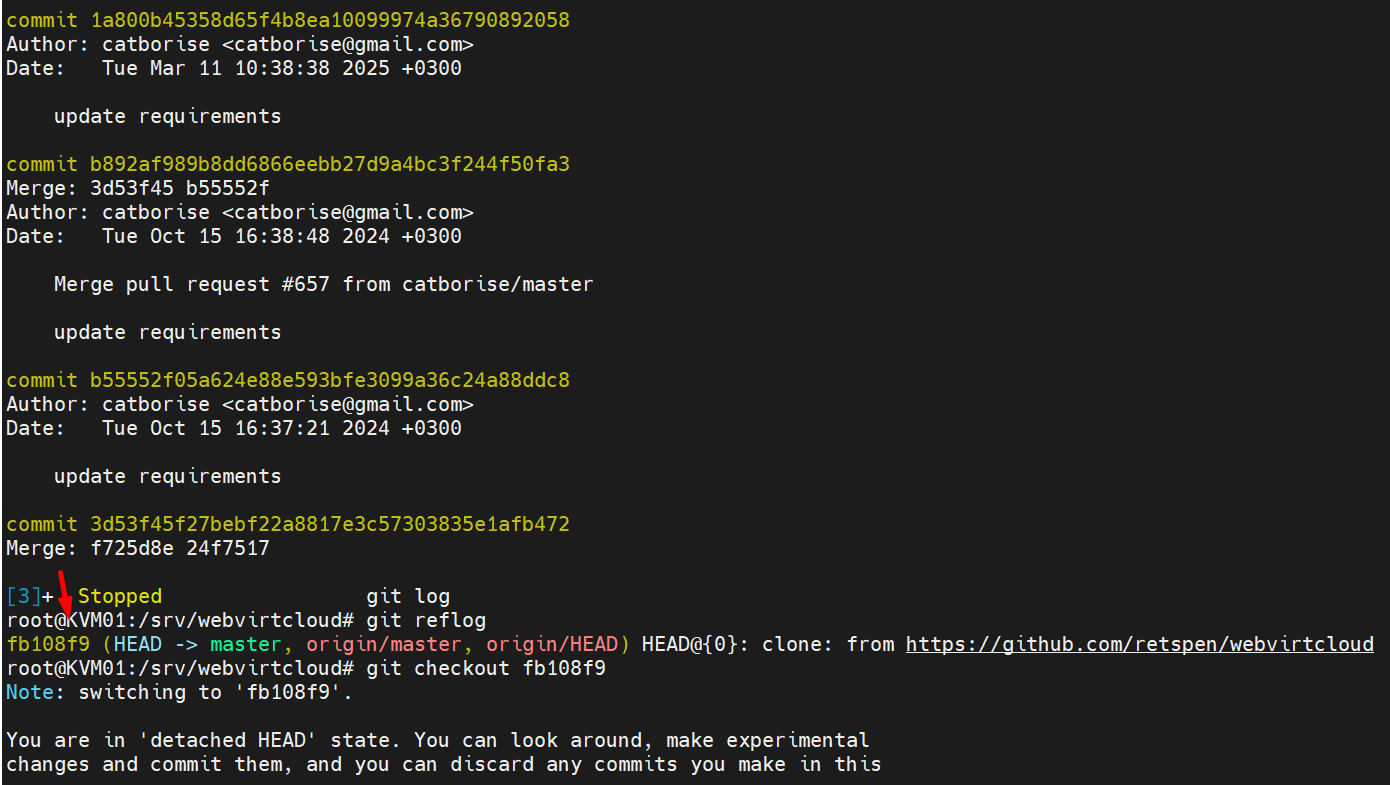 commit 1a800b45358d65f4b8ea10099974a36790892058
Author: catborise <catborise@gmail.com>
Date:   Tue Mar 11 10:38:38 2025 +0300
    update requirements
commit b892af989b8dd6866eebb27d9a4bc3f244f50fa3
Merge: 3d53f45 b55552f
Author: catborise <catborise@gmail.com>
Date:   Tue Oct 15 16:38:48 2024 +0300
    Merge pull request #657 from catborise/master
    update requirements
commit b55552f05a624e88e593bfe3099a36c24a88ddc8
Author: catborise <catborise@gmail.com>
Date:   Tue Oct 15 16:37:21 2024 +0300
    update requirements
commit 3d53f45f27bebf22a8817e3c57303835e1afb472
Merge: f725d8e 24f7517
[3]+  Stopped                 git log
root@KVM01:/srv/webvirtcloud# git reflog
fb108f9 (HEAD -> master, origin/master, origin/HEAD) HEAD@{0}: clone: from https://github.com/retspen/webvirtcloud
root@KVM01:/srv/webvirtcloud# git checkout fb108f9
Note: switching to 'fb108f9'.
You are in 'detached HEAD' state. You can look around, make experimental
changes and commit them, and you can discard any commits you make in this